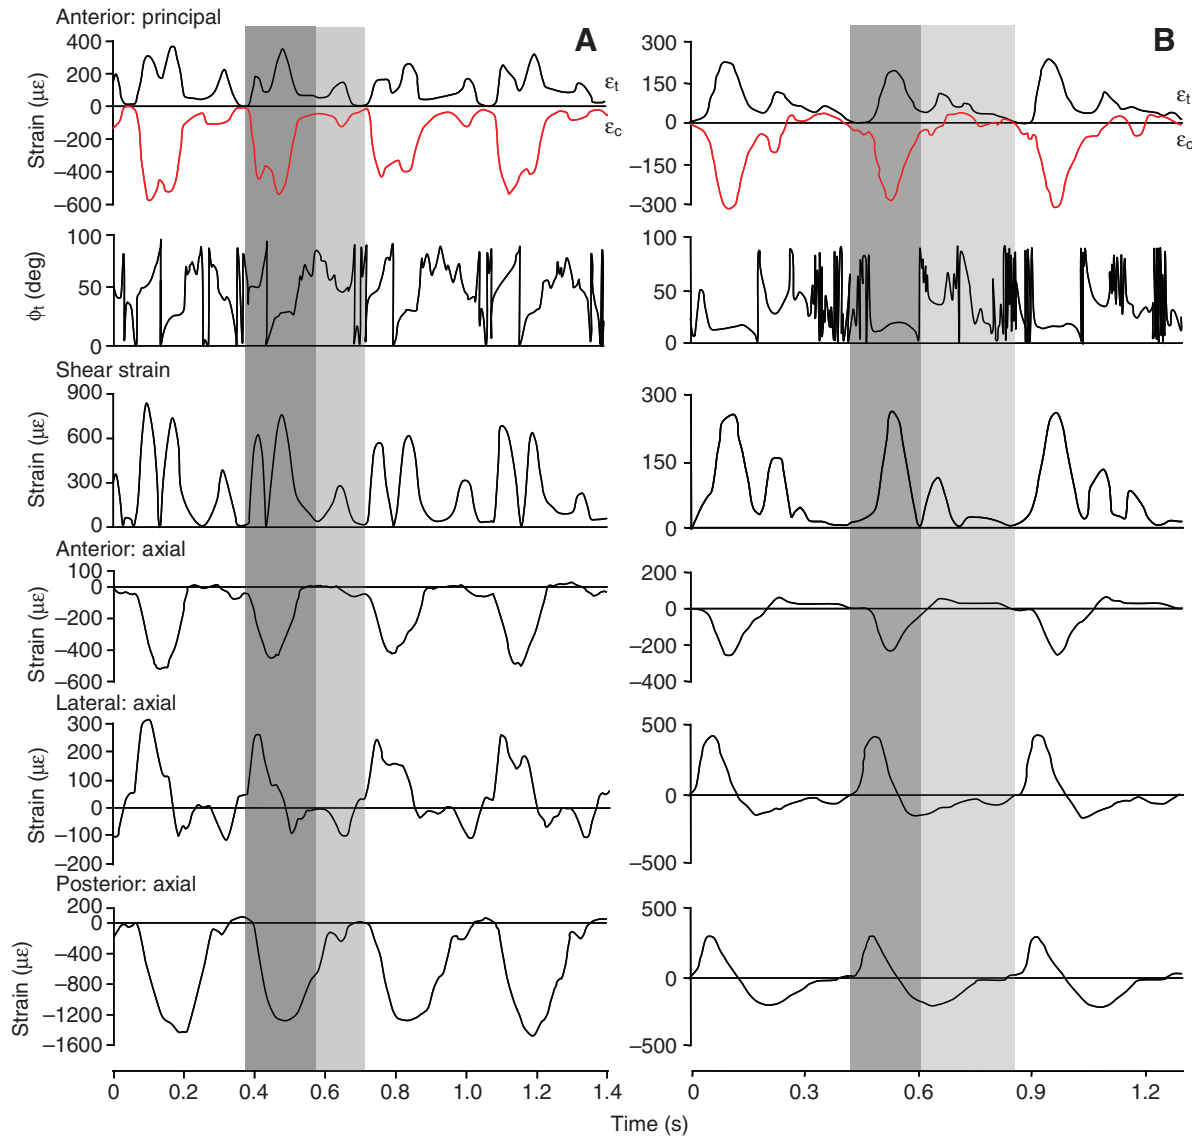 Anterior: principal
A
B
400
200
0
–200
–400
–600
Strain (με)
εt
εc
300
150
0
–150
–300
εt
εc
100
50
0
ϕt (deg)
100
50
0
Shear strain
900
600
300
0
Strain (με)
300
150
0
Anterior: axial
100
0
–200
–400
–600
Strain (με)
200
0
–200
–400
Lateral: axial
300
200
100
0
–100
–200
Strain (με)
500
0
–500
Posterior: axial
200
0
–400
–800
–1200
–1600
Strain (με)
500
0
–500
0 0.2 0.4 0.6 0.8 1.0 1.2 1.4
0 0.3 0.6 0.9 1.2
Time (s)